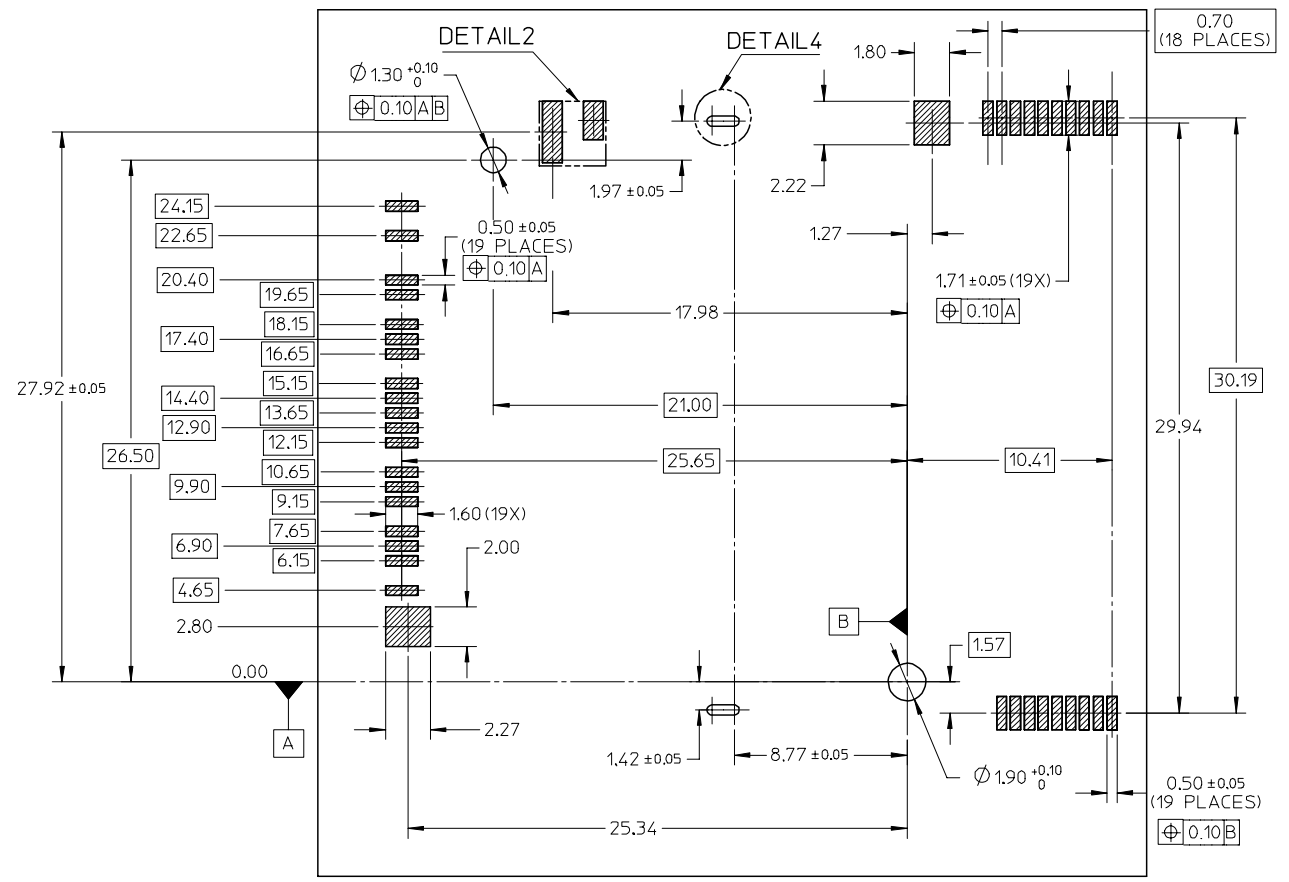 DETAIL2
DETAIL4
0.70
(18 PLACES)
1.80
Ø 1.30 +0.10 0
⌖ 0.10 A B
1.97 ±0.05
2.22
24.15
22.65
0.50 ±0.05
(19 PLACES)
⌖ 0.10 A
1.27
20.40
19.65
1.71 ±0.05 (19X)
⌖ 0.10 A
17.98
18.15
17.40
16.65
27.92 ±0.05
15.15
14.40
13.65
12.90
12.15
21.00
30.19
29.94
26.50
25.65
10.41
10.65
9.90
9.15
1.60 (19X)
7.65
6.90
6.15
2.00
4.65
2.80
B
1.57
0.00
A
2.27
1.42 ±0.05
8.77 ±0.05
Ø 1.90 +0.10 0
0.50 ±0.05
(19 PLACES)
⌖ 0.10 B
25.34